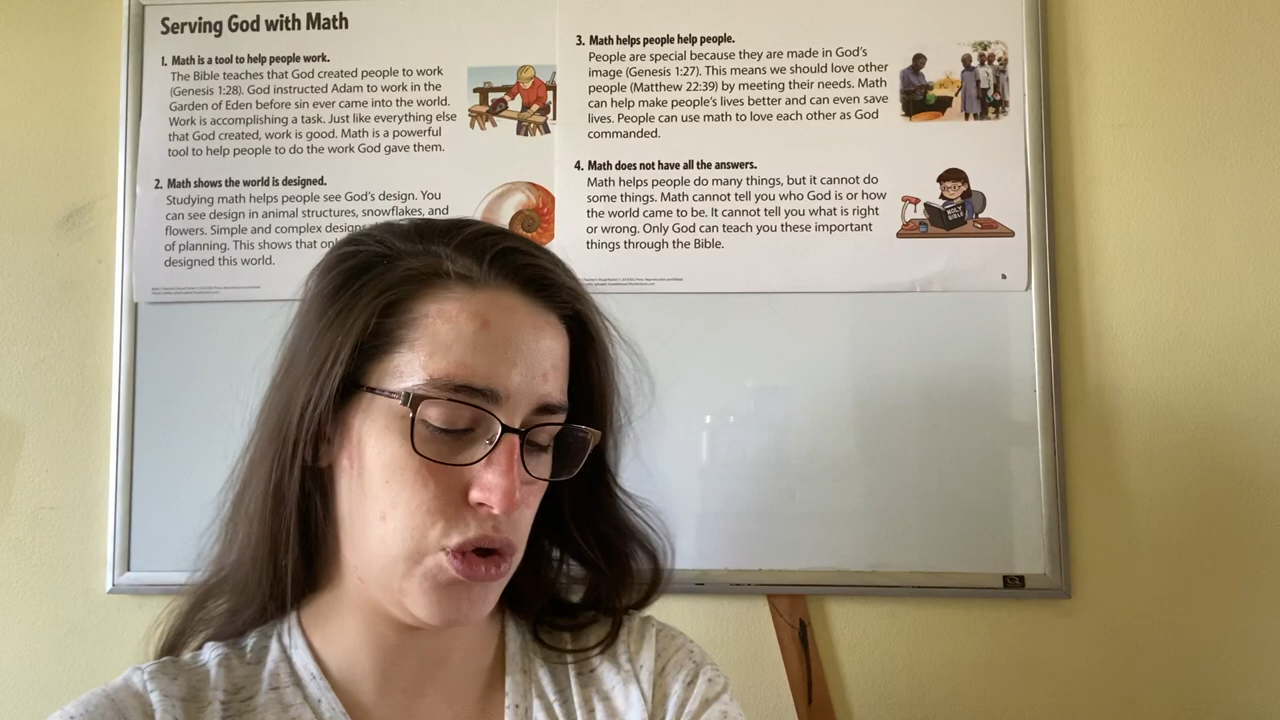 Serving God with Math
1. Math is a tool to help people work.
The Bible teaches that God created people to work
(Genesis 1:28). God instructed Adam to work in the
Garden of Eden before sin ever came into the world.
Work is accomplishing a task. Just like everything else
that God created, work is good. Math is a powerful
tool to help people to do the work God gave them.
2. Math shows the world is designed.
Studying math helps people see God's design. You
can see design in animal structures, snowflakes, and
flowers. Simple and complex designs
of planning. This shows that
designed this world.
3. Math helps people help people.
People are special because they are made in God's
image (Genesis 1:27). This means we should love other
people (Matthew 22:39) by meeting their needs. Math
can help make people's lives better and can even save
lives. People can use math to love each other as God
commanded.
4. Math does not have all the answers.
Math helps people do many things, but it cannot do
some things. Math cannot tell you who God is or how
the world came to be. It cannot tell you what is right
or wrong. Only God can teach you these important
things through the Bible.
HOLY
BIBLE
1b